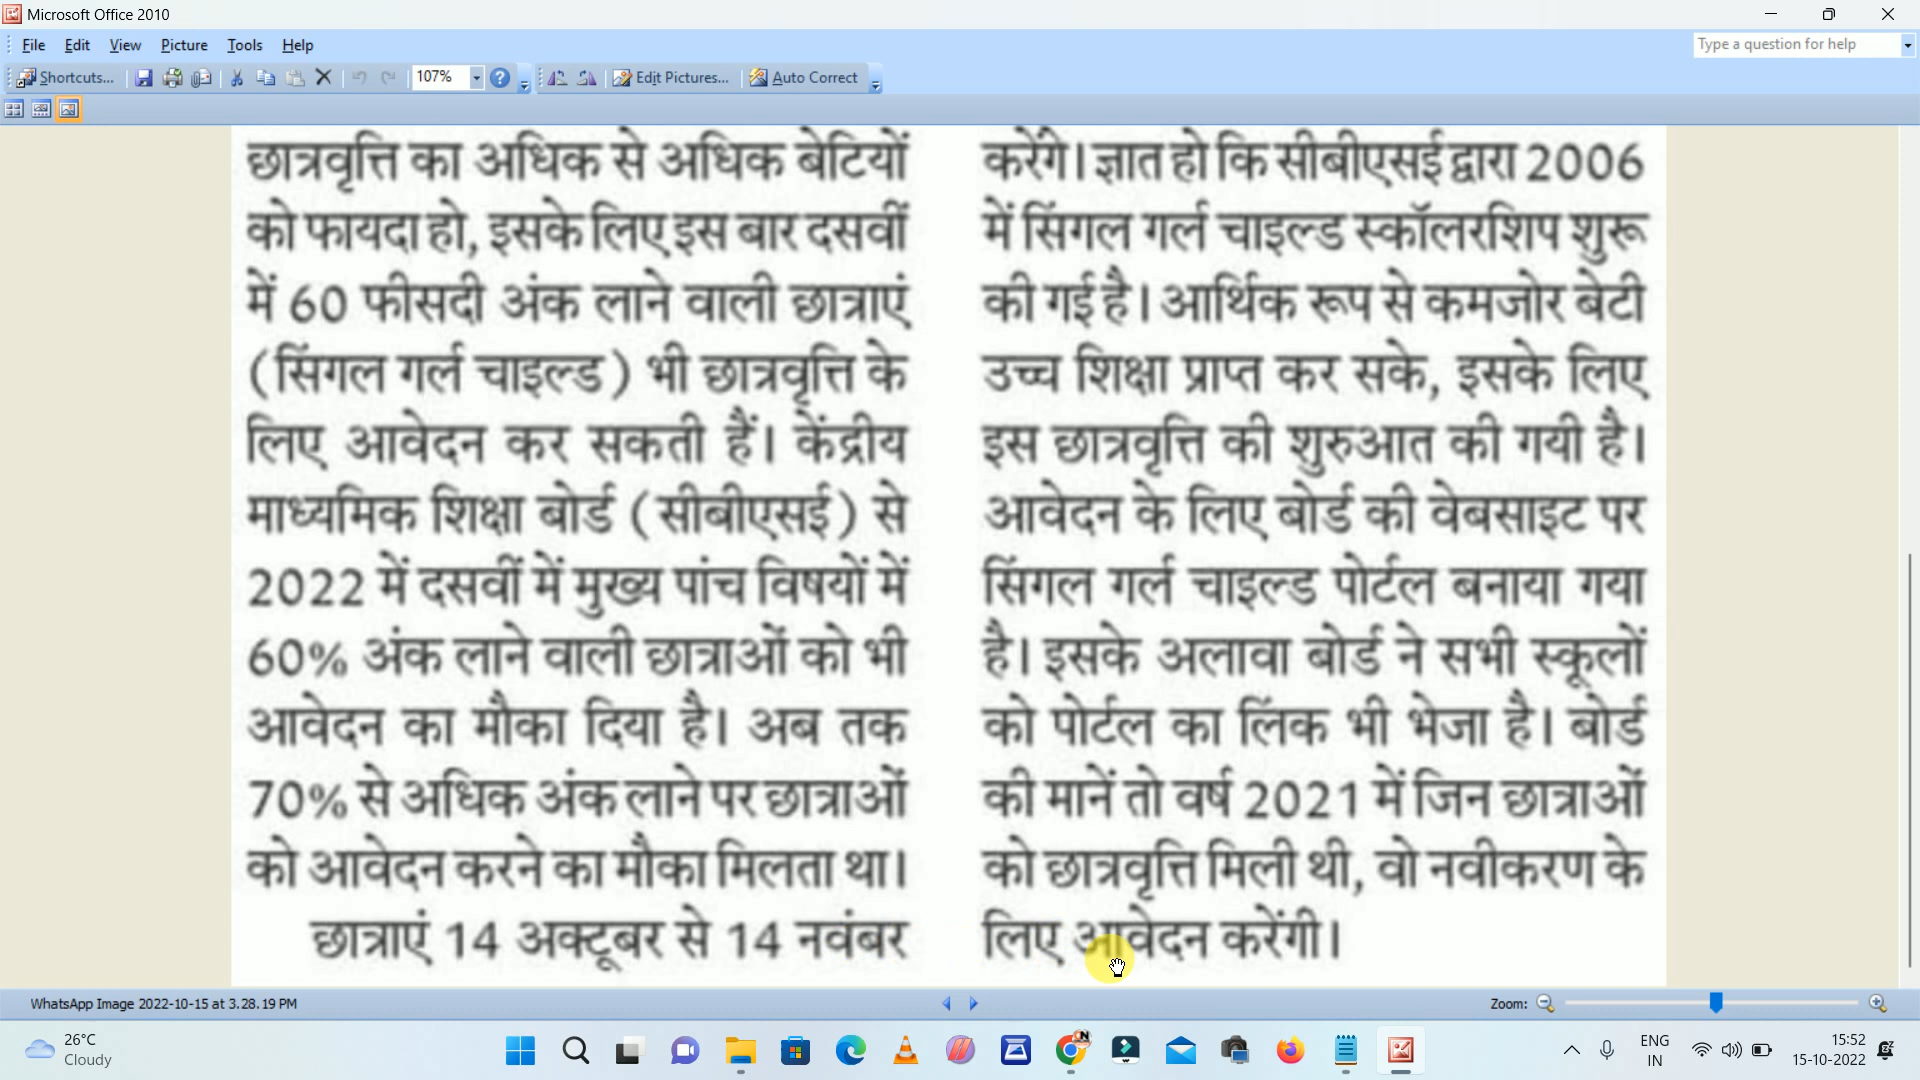 Microsoft Office 2010
File Edit View Picture Tools Help
Type a question for help
Shortcuts...
107%
Edit Pictures...
Auto Correct
छात्रवृत्ति का अधिक से अधिक बेटियों
को फायदा हो, इसके लिए इस बार दसवीं
में 60 फीसदी अंक लाने वाली छात्राएं
(सिंगल गर्ल चाइल्ड) भी छात्रवृत्ति के
लिए आवेदन कर सकती हैं। केंद्रीय
माध्यमिक शिक्षा बोर्ड (सीबीएसई) से
2022 में दसवीं में मुख्य पांच विषयों में
60% अंक लाने वाली छात्राओं को भी
आवेदन का मौका दिया है। अब तक
70% से अधिक अंक लाने पर छात्राओं
को आवेदन करने का मौका मिलता था।
छात्राएं 14 अक्टूबर से 14 नवंबर
करेंगे। ज्ञात हो कि सीबीएसई द्वारा 2006
में सिंगल गर्ल चाइल्ड स्कॉलरशिप शुरू
की गई है। आर्थिक रूप से कमजोर बेटी
उच्च शिक्षा प्राप्त कर सके, इसके लिए
इस छात्रवृत्ति की शुरुआत की गयी है।
आवेदन के लिए बोर्ड की वेबसाइट पर
सिंगल गर्ल चाइल्ड पोर्टल बनाया गया
है। इसके अलावा बोर्ड ने सभी स्कूलों
को पोर्टल का लिंक भी भेजा है। बोर्ड
की मानें तो वर्ष 2021 में जिन छात्राओं
को छात्रवृत्ति मिली थी, वो नवीकरण के
लिए आवेदन करेंगी।
WhatsApp Image 2022-10-15 at 3.28.19 PM
Zoom:
26°C
Cloudy
ENG
IN
15:52
15-10-2022